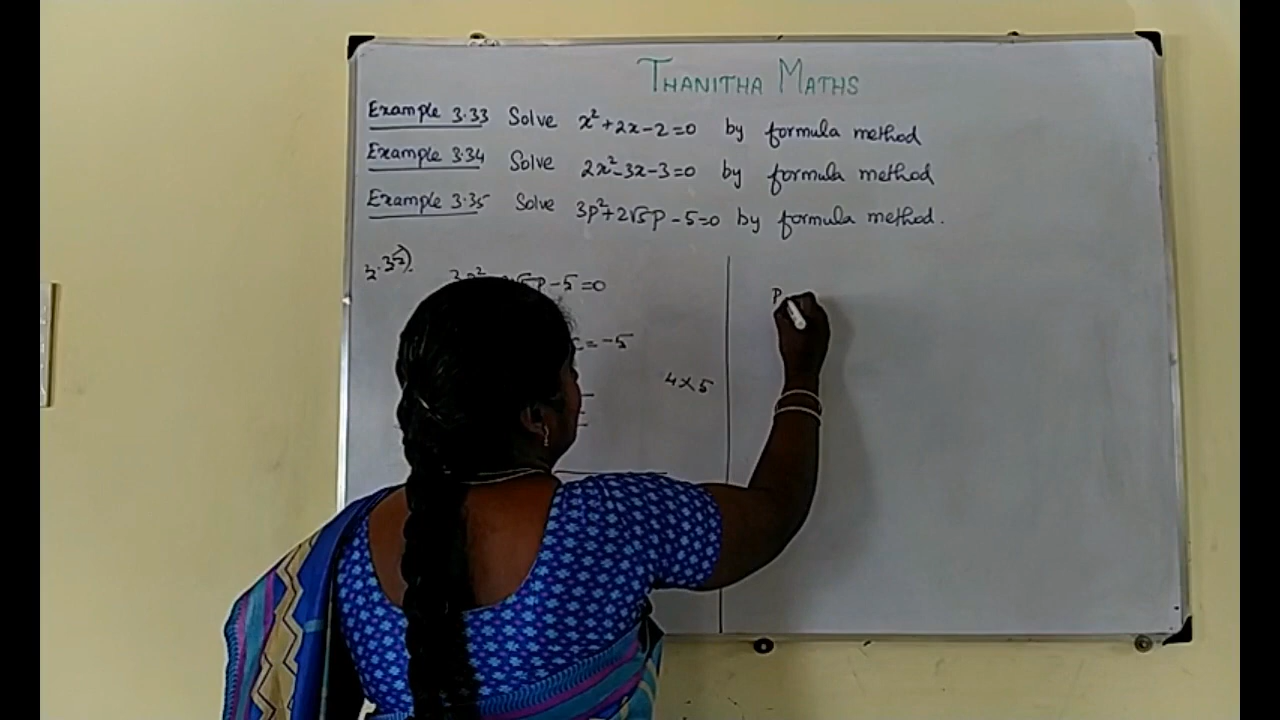 THANITHA MATHS
Example 3.33 Solve x²+2x-2=0 by formula method
Example 3.34 Solve 2x²-3x-3=0 by formula method
Example 3.35 Solve 3p²+2√5p-5=0 by formula method.
3.35).
p-5=0
c=-5
4×5
P